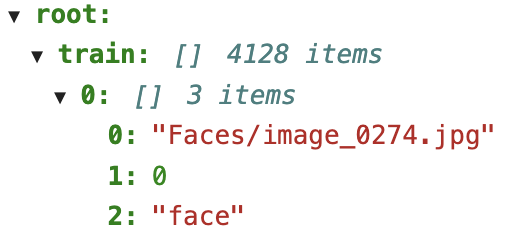 ▼ root:
▼ train: [] 4128 items
▼ 0: [] 3 items
0: "Faces/image_0274.jpg"
1: 0
2: "face"